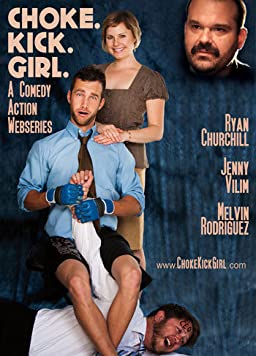 CHOKE.
KICK.
GIRL.
A COMEDY
ACTION
WEBSERIES
RYAN
CHURCHILL
JENNY
VILIM
MELVIN
RODRIGUEZ
www.CHOKEKICKGIRL.com